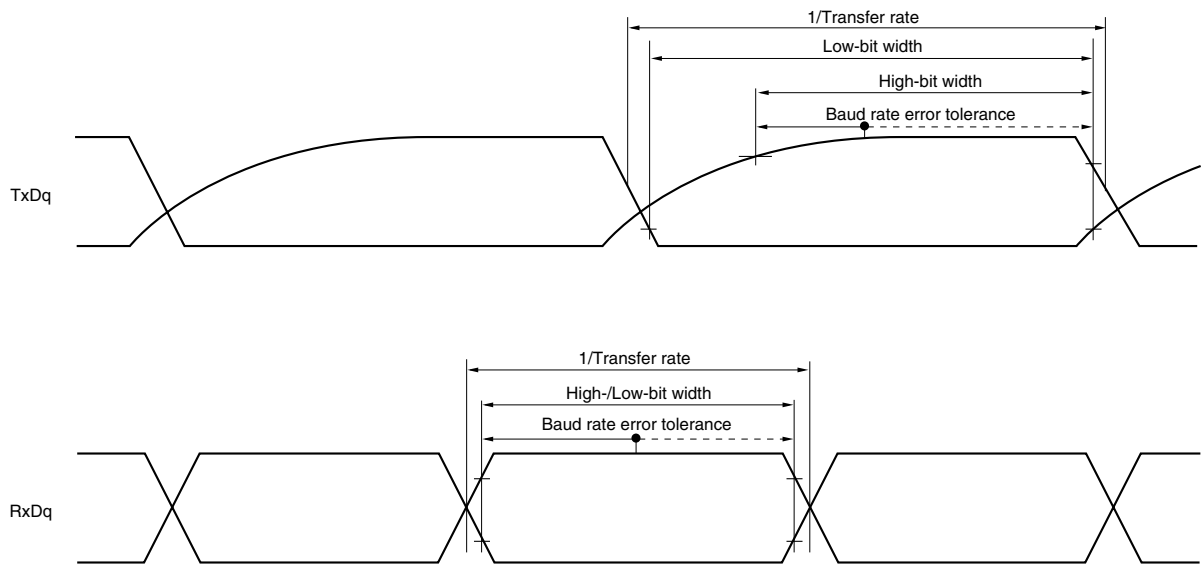 1/Transfer rate
Low-bit width
High-bit width
Baud rate error tolerance
TxDq
1/Transfer rate
High-/Low-bit width
Baud rate error tolerance
RxDq